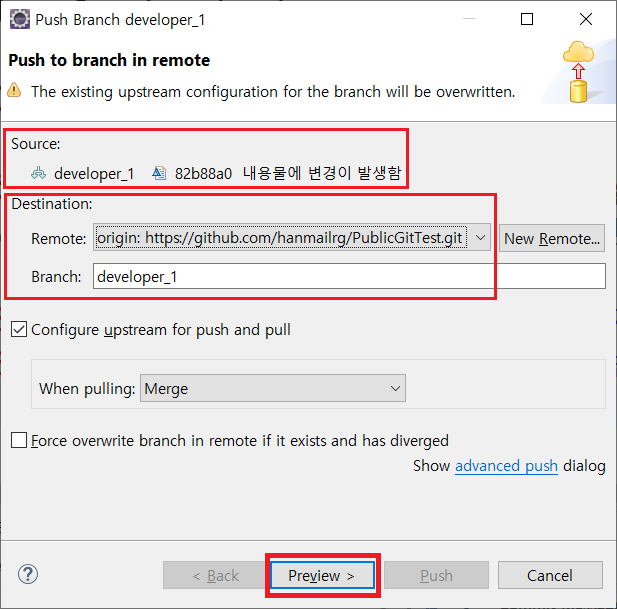 Push Branch developer_1
Push to branch in remote
The existing upstream configuration for the branch will be overwritten.
Source:
developer_1 82b88a0 내용물에 변경이 발생함
Destination:
Remote: origin: https://github.com/hanmailrg/PublicGitTest.git New Remote...
Branch: developer_1
Configure upstream for push and pull
When pulling: Merge
Force overwrite branch in remote if it exists and has diverged
Show advanced push dialog
< Back Preview > Push Cancel